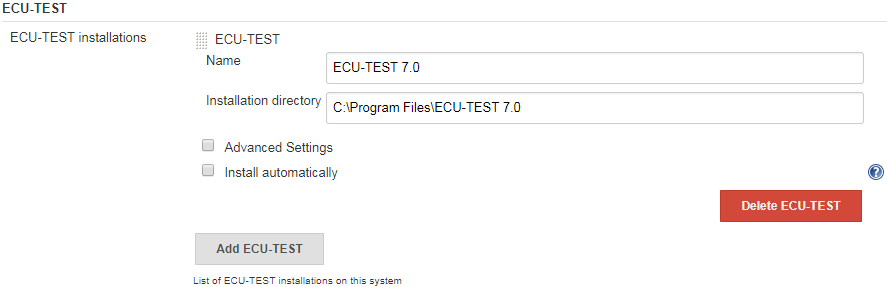 ECU-TEST
ECU-TEST installations
ECU-TEST
Name
ECU-TEST 7.0
Installation directory
C:\Program Files\ECU-TEST 7.0
Advanced Settings
Install automatically
?
Delete ECU-TEST
Add ECU-TEST
List of ECU-TEST installations on this system